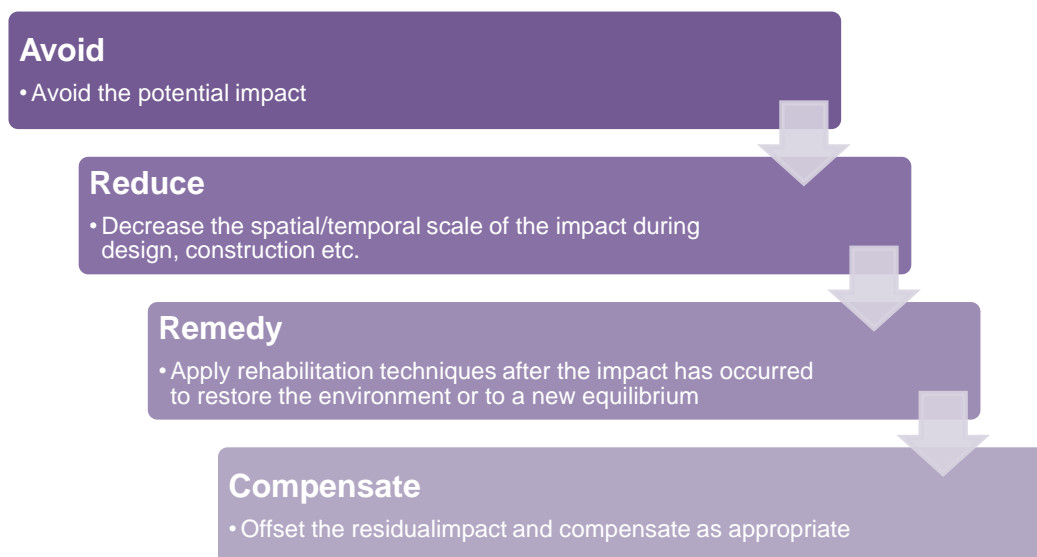 Avoid
• Avoid the potential impact
Reduce
• Decrease the spatial/temporal scale of the impact during
design, construction etc.
Remedy
• Apply rehabilitation techniques after the impact has occurred
to restore the environment or to a new equilibrium
Compensate
• Offset the residualimpact and compensate as appropriate